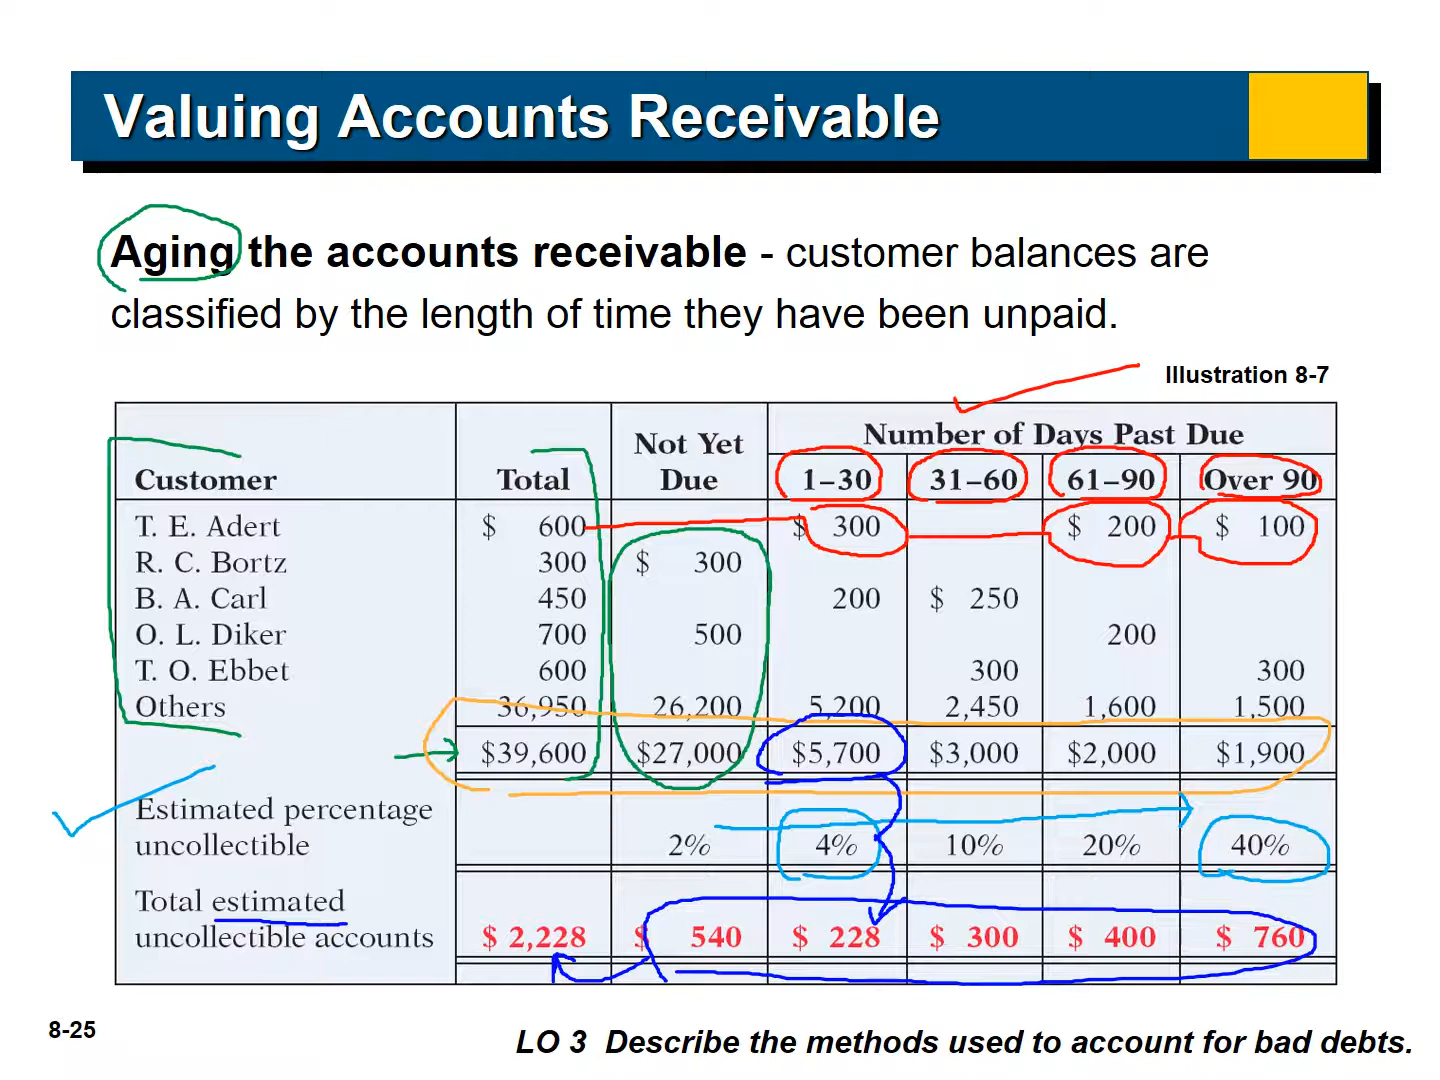 Valuing Accounts Receivable
Aging the accounts receivable - customer balances are
classified by the length of time they have been unpaid.
Illustration 8-7
Number of Days Past Due
Customer Total Not Yet Due 1–30 31–60 61–90 Over 90
T. E. Adert $ 600 $ 300 $ 200 $ 100
R. C. Bortz 300 $ 300
B. A. Carl 450 200 $ 250
O. L. Diker 700 500 200
T. O. Ebbet 600 300 300
Others 36,950 26,200 5,200 2,450 1,600 1,500
$39,600 $27,000 $5,700 $3,000 $2,000 $1,900
Estimated percentage
uncollectible 2% 4% 10% 20% 40%
Total estimated
uncollectible accounts $ 2,228 $ 540 $ 228 $ 300 $ 400 $ 760
8-25
LO 3 Describe the methods used to account for bad debts.